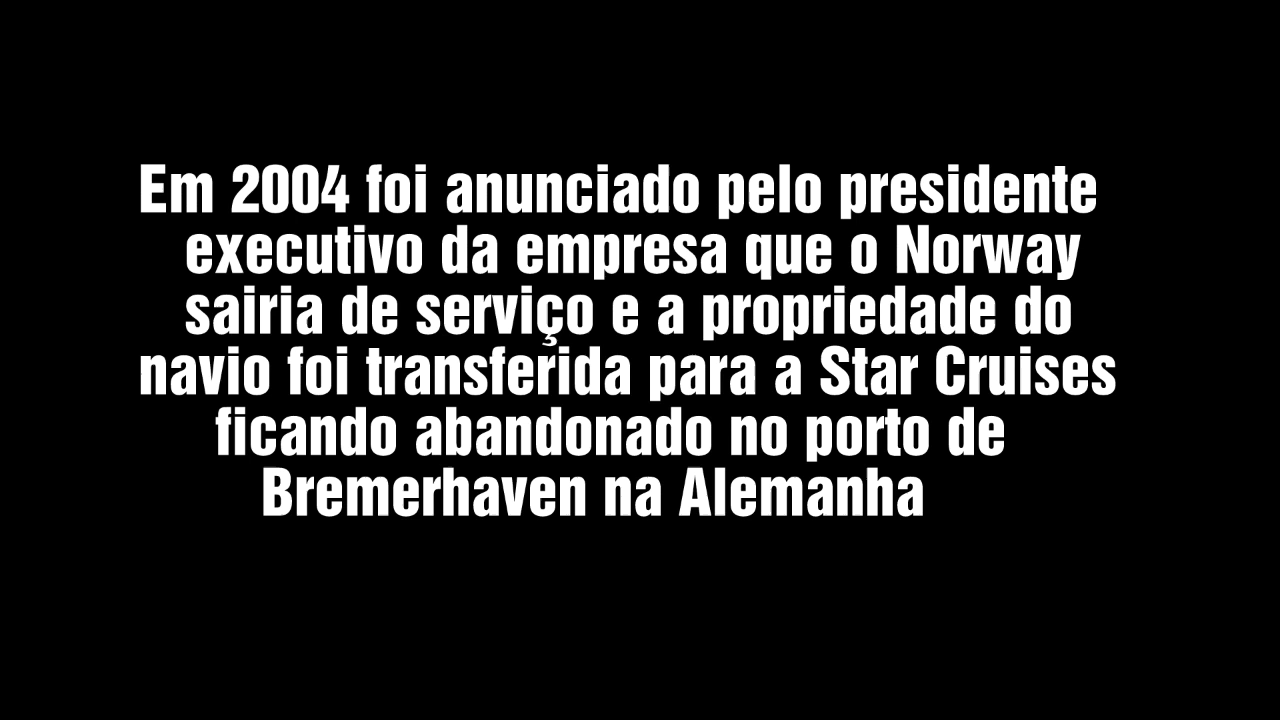 Em 2004 foi anunciado pelo presidente
executivo da empresa que o Norway
sairia de serviço e a propriedade do
navio foi transferida para a Star Cruises
ficando abandonado no porto de
Bremerhaven na Alemanha